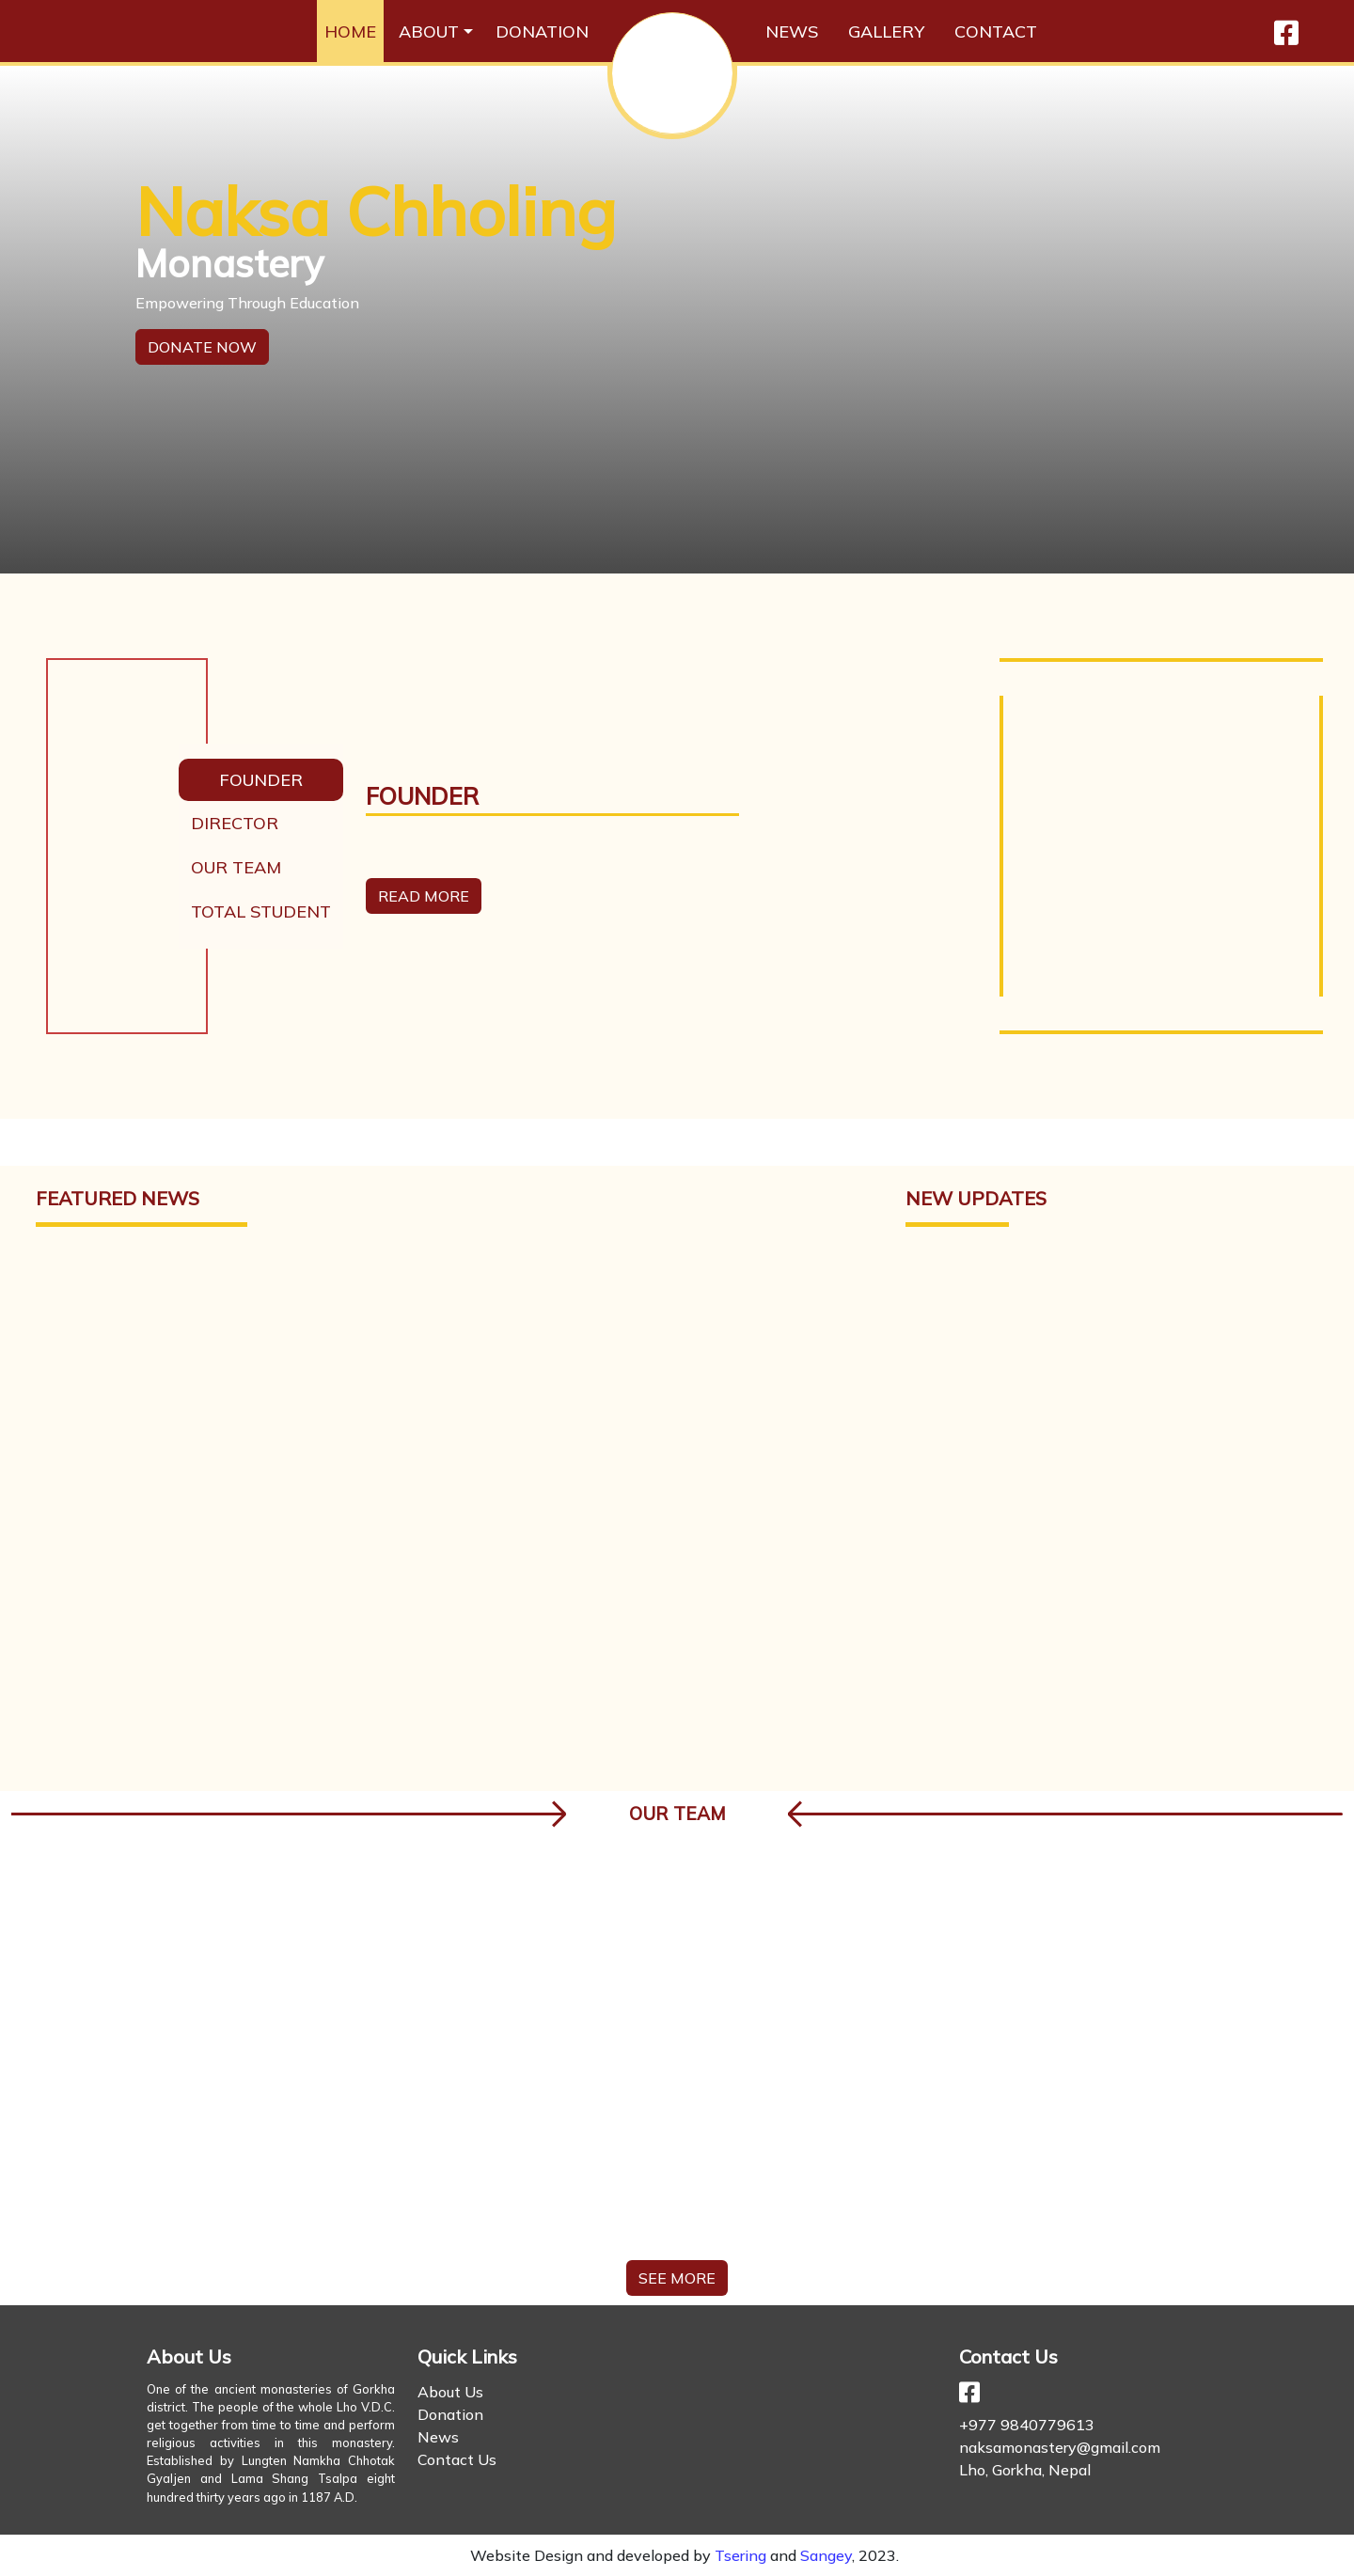 HOME ABOUT DONATION NEWS GALLERY CONTACT
Naksa Chholing
Monastery
Empowering Through Education
DONATE NOW
FOUNDER
DIRECTOR
OUR TEAM
TOTAL STUDENT
FOUNDER
READ MORE
FEATURED NEWS
NEW UPDATES
OUR TEAM
SEE MORE
About Us
One of the ancient monasteries of Gorkha
district. The people of the whole Lho V.D.C.
get together from time to time and perform
religious activities in this monastery.
Established by Lungten Namkha Chhotak
Gyaljen and Lama Shang Tsalpa eight
hundred thirty years ago in 1187 A.D.
Quick Links
About Us
Donation
News
Contact Us
Contact Us
+977 9840779613
naksamonastery@gmail.com
Lho, Gorkha, Nepal
Website Design and developed by Tsering and Sangey, 2023.